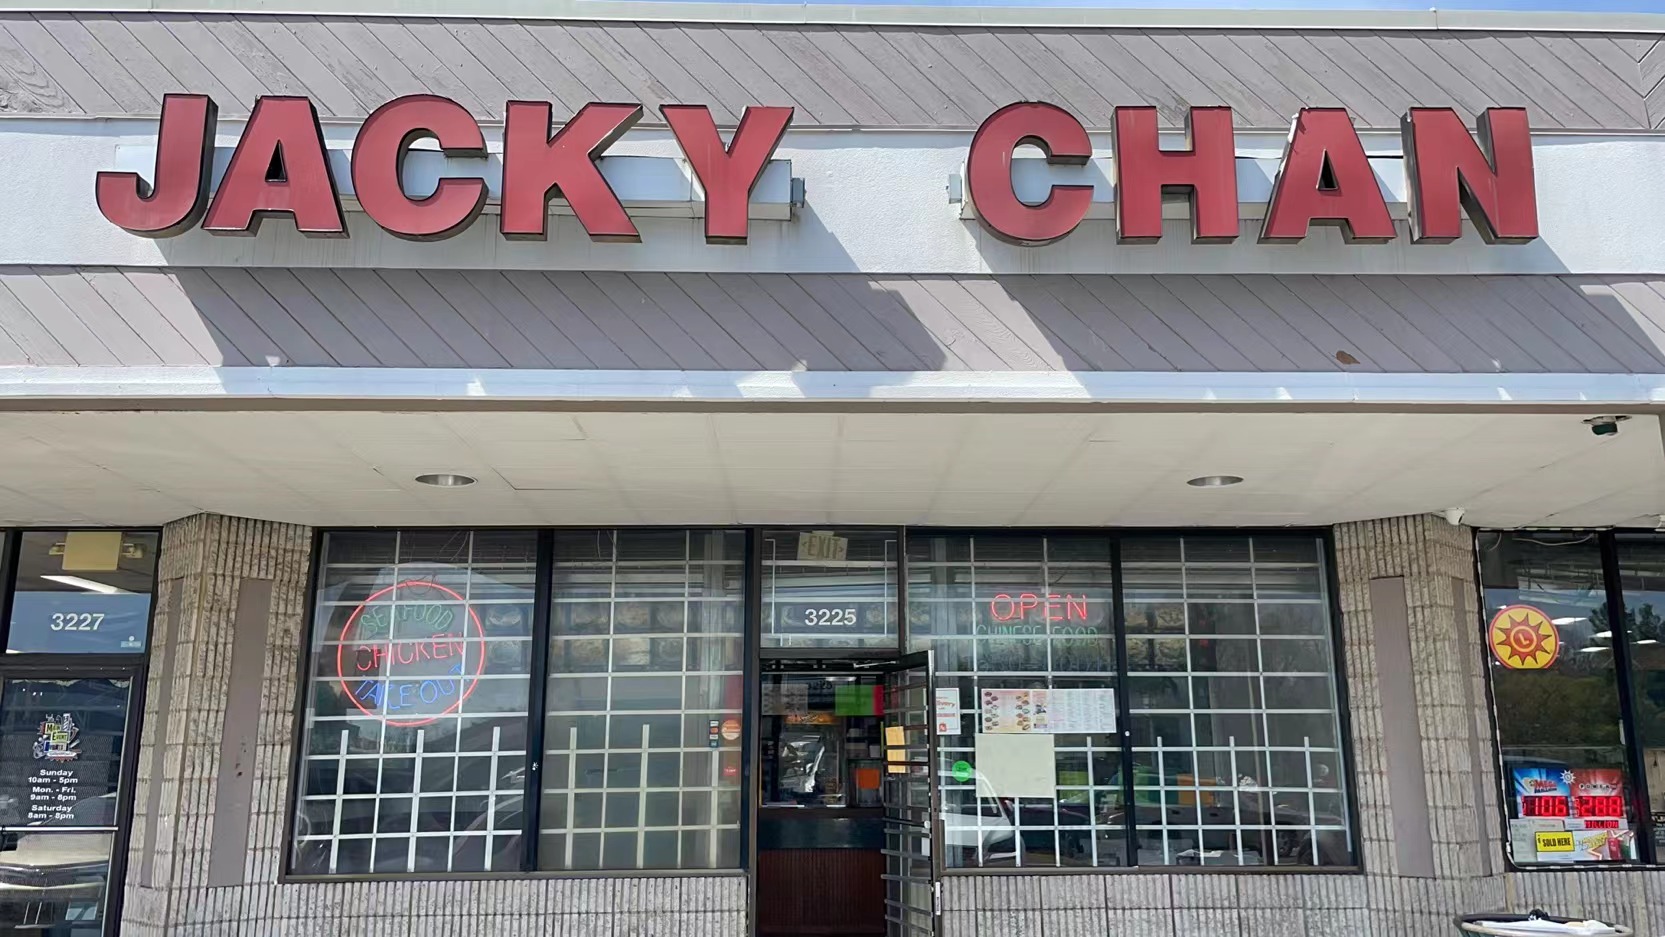 JACKY CHAN
EXIT
3227
3225
SEAFOOD
CHICKEN
TAKE OUT
OPEN
CHINESE FOOD
Sunday
10am - 5pm
Mon. - Fri.
9am - 8pm
Saturday
8am - 8pm
SOLD HERE